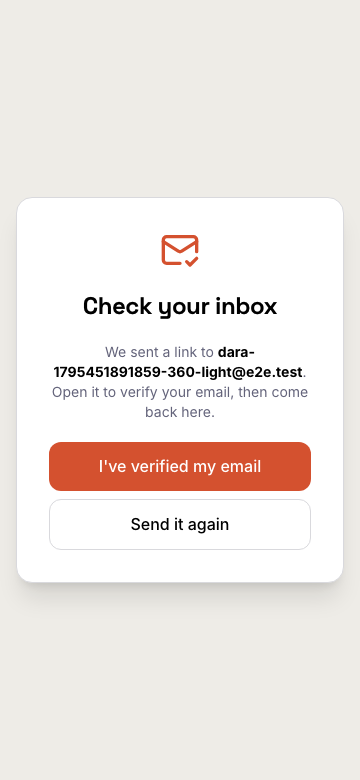 Check your inbox
We sent a link to dara-
1795451891859-360-light@e2e.test.
Open it to verify your email, then come
back here.
I've verified my email
Send it again